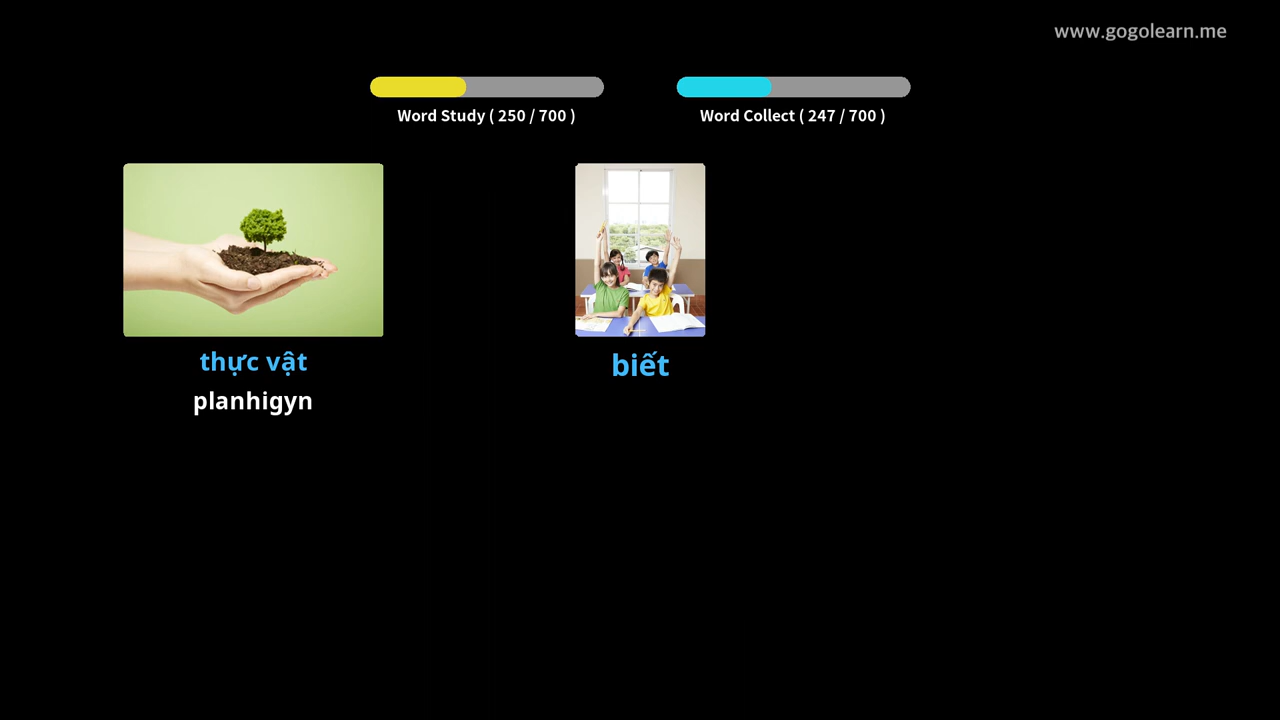 www.gogolearn.me
Word Study ( 250 / 700 )
Word Collect ( 247 / 700 )
thực vật
planhigyn
biết